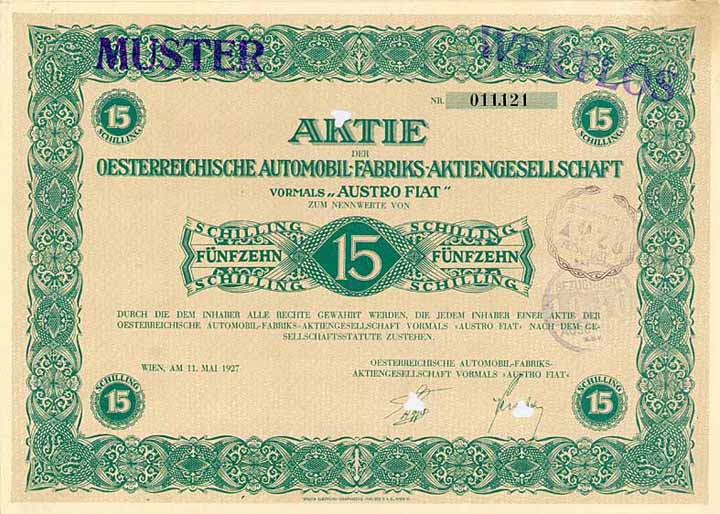 MUSTER
WERTLOS
NR. 011.121
15
SCHILLING
15
SCHILLING
AKTIE
DER
OESTERREICHISCHE AUTOMOBIL-FABRIKS-AKTIENGESELLSCHAFT
VORMALS „AUSTRO FIAT"
ZUM NENNWERTE VON
SCHILLING SCHILLING
FÜNFZEHN 15 FÜNFZEHN
SCHILLING SCHILLING
DURCH DIE DEM INHABER ALLE RECHTE GEWÄHRT WERDEN, DIE JEDEM INHABER EINER AKTIE DER
OESTERREICHISCHE AUTOMOBIL-FABRIKS-AKTIENGESELLSCHAFT VORMALS ›AUSTRO FIAT‹ NACH DEM GE-
SELLSCHAFTSSTATUTE ZUSTEHEN.
WIEN, AM 11. MAI 1927
OESTERREICHISCHE AUTOMOBIL-FABRIKS-
AKTIENGESELLSCHAFT VORMALS ›AUSTRO FIAT‹
SCHILLING
15
SCHILLING
15